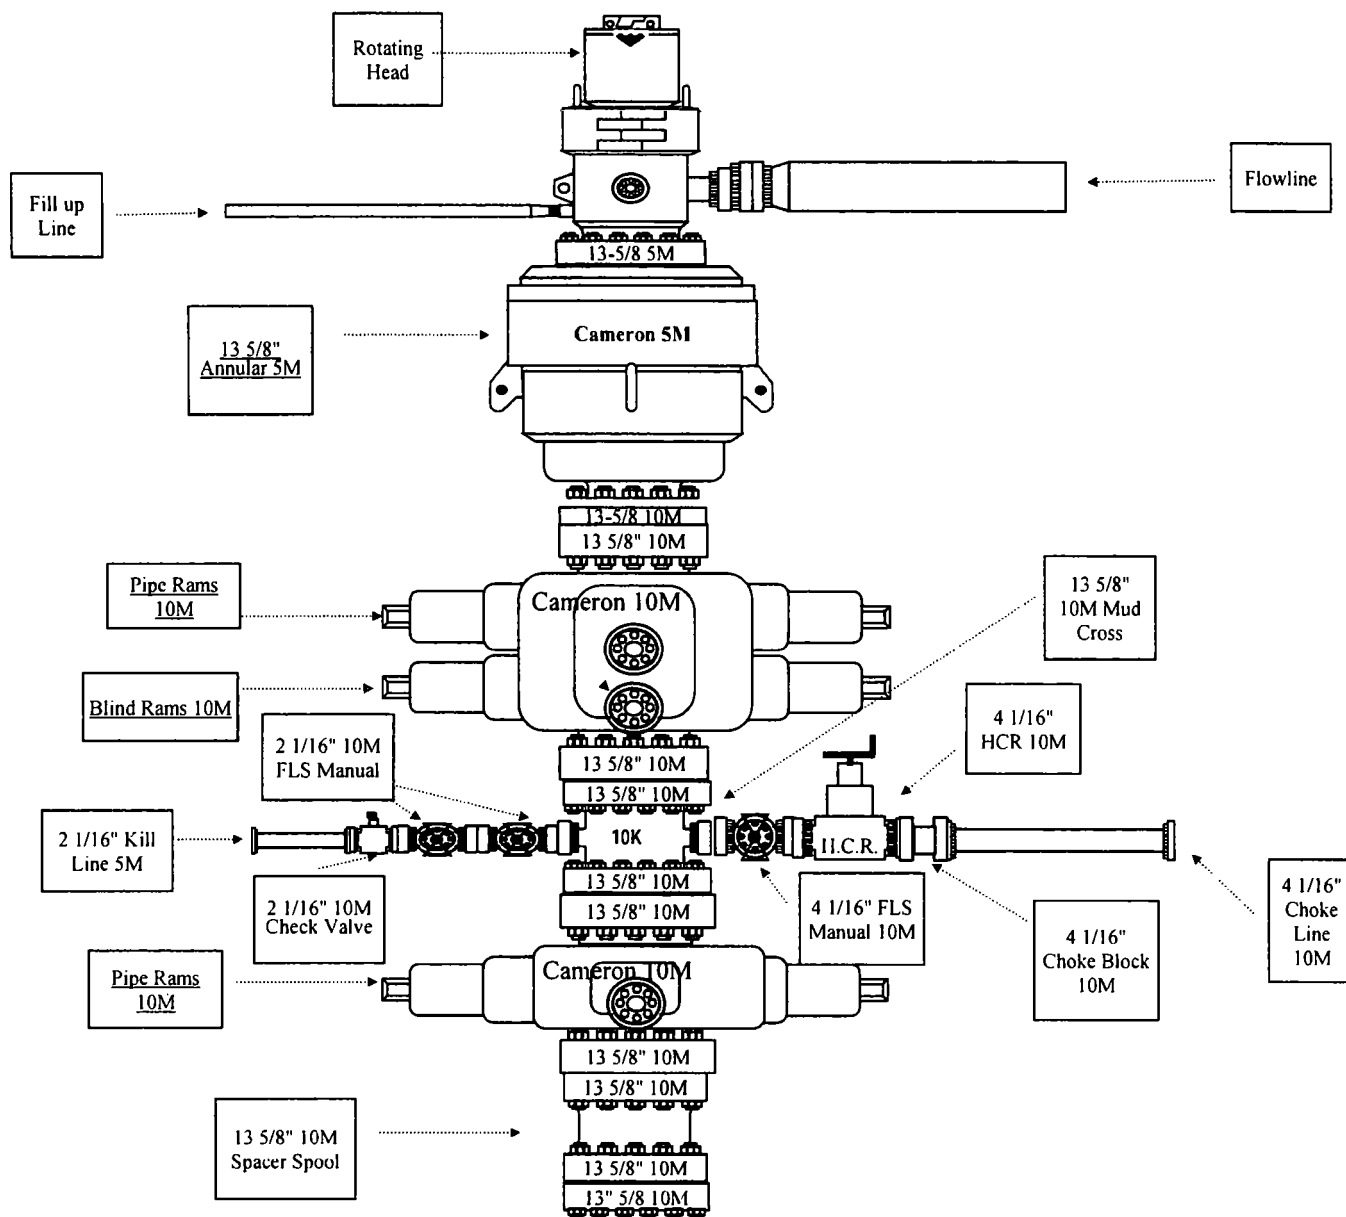 Rotating
Head
Flowline
Fill up
Line
13-5/8 5M
13 5/8"
Annular 5M
Cameron 5M
13-5/8 10M
13 5/8" 10M
Pipe Rams
10M
Cameron 10M
13 5/8"
10M Mud
Cross
Blind Rams 10M
4 1/16"
HCR 10M
2 1/16" 10M
FLS Manual
13 5/8" 10M
13 5/8" 10M
2 1/16" Kill
Line 5M
10K
H.C.R.
13 5/8" 10M
13 5/8" 10M
2 1/16" 10M
Check Valve
4 1/16" FLS
Manual 10M
4 1/16"
Choke Block
10M
4 1/16"
Choke
Line
10M
Pipe Rams
10M
Cameron 10M
13 5/8" 10M
13 5/8" 10M
13 5/8" 10M
Spacer Spool
13 5/8" 10M
13" 5/8 10M